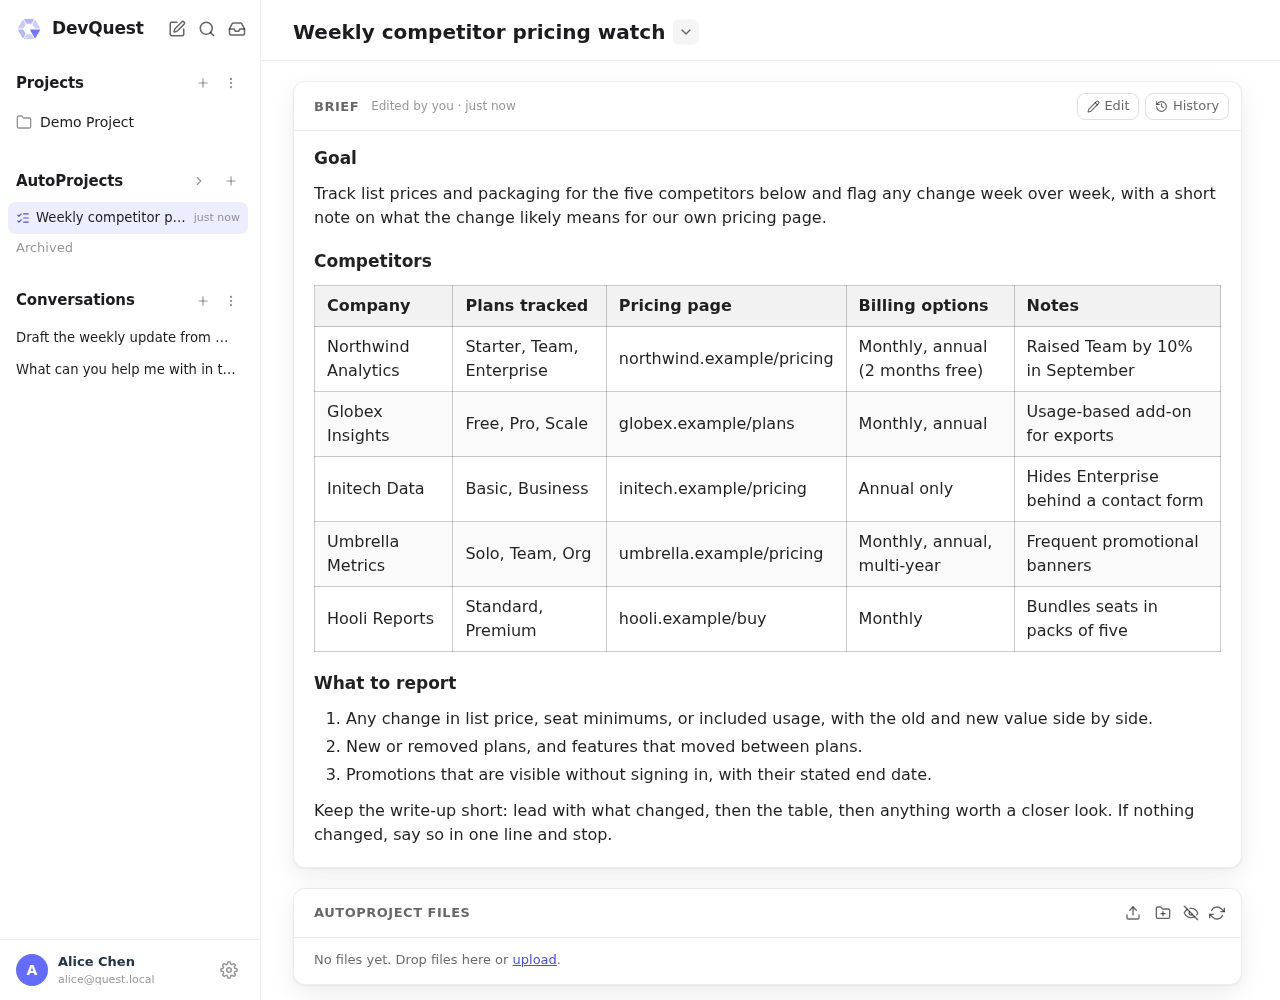 DevQuest
Projects
Demo Project
AutoProjects
Weekly competitor p... just now
Archived
Conversations
Draft the weekly update from ...
What can you help me with in t...
A
Alice Chen
alice@quest.local
Weekly competitor pricing watch
BRIEF Edited by you · just now Edit History
Goal
Track list prices and packaging for the five competitors below and flag any change week over week, with a short
note on what the change likely means for our own pricing page.
Competitors
Company Plans tracked Pricing page Billing options Notes
Northwind Analytics Starter, Team, Enterprise northwind.example/pricing Monthly, annual (2 months free) Raised Team by 10% in September
Globex Insights Free, Pro, Scale globex.example/plans Monthly, annual Usage-based add-on for exports
Initech Data Basic, Business initech.example/pricing Annual only Hides Enterprise behind a contact form
Umbrella Metrics Solo, Team, Org umbrella.example/pricing Monthly, annual, multi-year Frequent promotional banners
Hooli Reports Standard, Premium hooli.example/buy Monthly Bundles seats in packs of five
What to report
1. Any change in list price, seat minimums, or included usage, with the old and new value side by side.
2. New or removed plans, and features that moved between plans.
3. Promotions that are visible without signing in, with their stated end date.
Keep the write-up short: lead with what changed, then the table, then anything worth a closer look. If nothing
changed, say so in one line and stop.
AUTOPROJECT FILES
No files yet. Drop files here or upload.